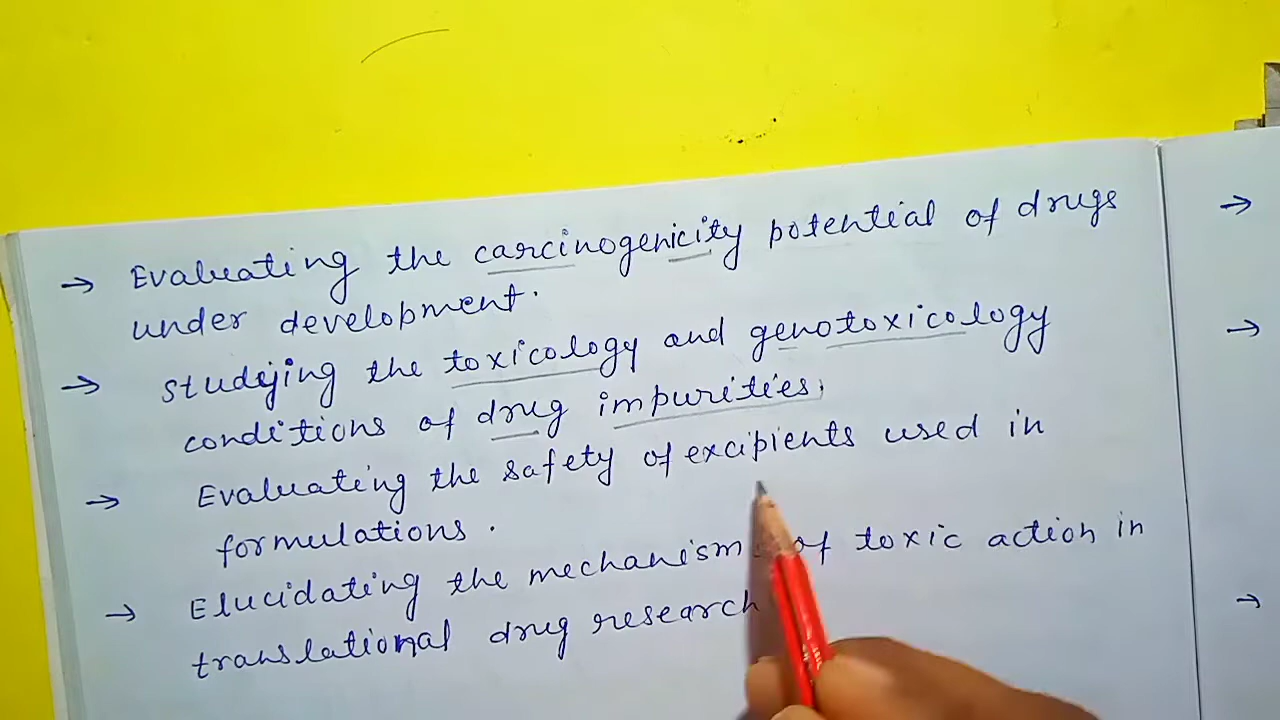 → Evaluating the carcinogenicity potential of drugs
under development.
→ Studying the toxicology and genotoxicology
conditions of drug impurities,
→ Evaluating the safety of excipients used in
formulations.
→ Elucidating the mechanisms of toxic action in
translational drug research
→
→
→